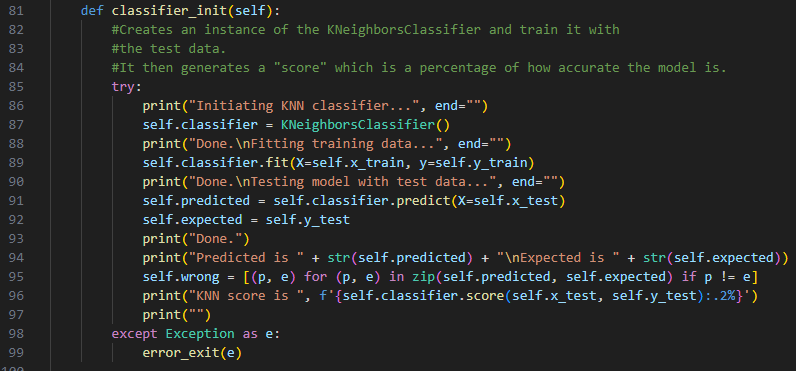 81 def classifier_init(self):
82 #Creates an instance of the KNeighborsClassifier and train it with
83 #the test data.
84 #It then generates a "score" which is a percentage of how accurate the model is.
85 try:
86 print("Initiating KNN classifier...", end="")
87 self.classifier = KNeighborsClassifier()
88 print("Done.\nFitting training data...", end="")
89 self.classifier.fit(X=self.x_train, y=self.y_train)
90 print("Done.\nTesting model with test data...", end="")
91 self.predicted = self.classifier.predict(X=self.x_test)
92 self.expected = self.y_test
93 print("Done.")
94 print("Predicted is " + str(self.predicted) + "\nExpected is " + str(self.expected))
95 self.wrong = [(p, e) for (p, e) in zip(self.predicted, self.expected) if p != e]
96 print("KNN score is ", f'{self.classifier.score(self.x_test, self.y_test):.2%}')
97 print("")
98 except Exception as e:
99 error_exit(e)